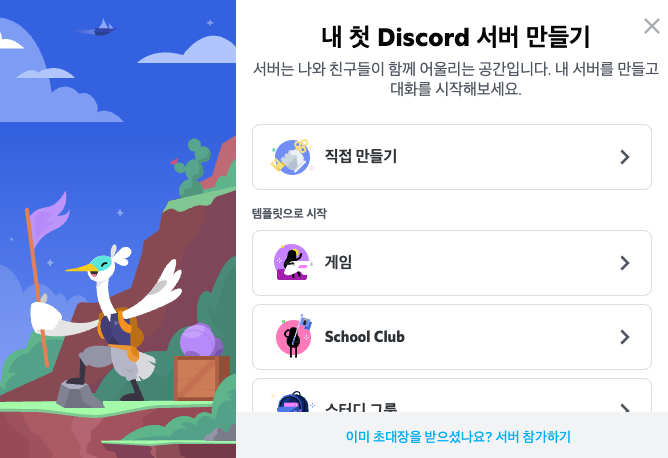 내 첫 Discord 서버 만들기
서버는 나와 친구들이 함께 어울리는 공간입니다. 내 서버를 만들고
대화를 시작해보세요.
직접 만들기
템플릿으로 시작
게임
School Club
스터디 그룹
이미 초대장을 받으셨나요? 서버 참가하기